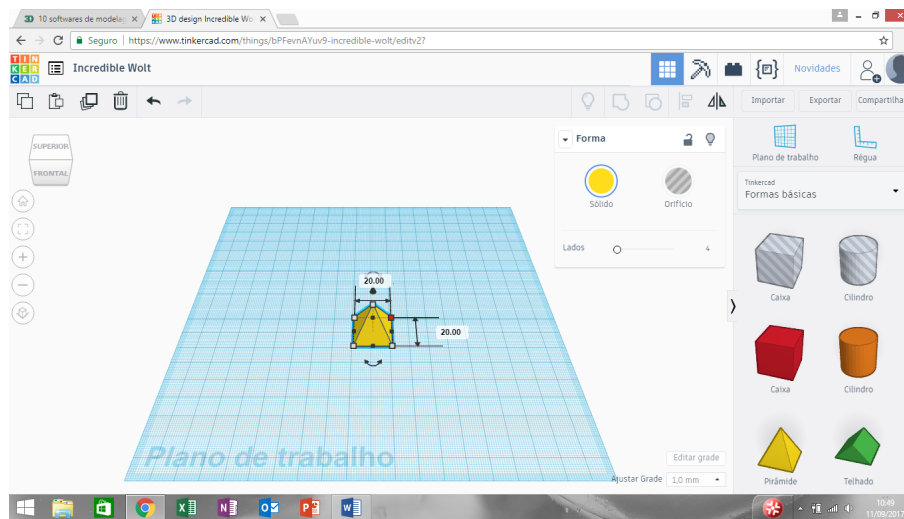 3D 10 softwares de modelag
3D design Incredible Wo
Seguro | https://www.tinkercad.com/things/bPFevnAYuv9-incredible-wolt/editv2?
TIN
KER
CAD
Incredible Wolt
Novidades
Importar
Exportar
Compartilha
SUPERIOR
FRONTAL
Forma
Sólido
Orifício
Lados
4
Plano de trabalho
Régua
Tinkercad
Formas básicas
Caixa
Cilindro
Caixa
Cilindro
Pirâmide
Telhado
20.00
20.00
Plano de trabalho
Editar grade
Ajustar Grade 1,0 mm
10:49
11/09/2017